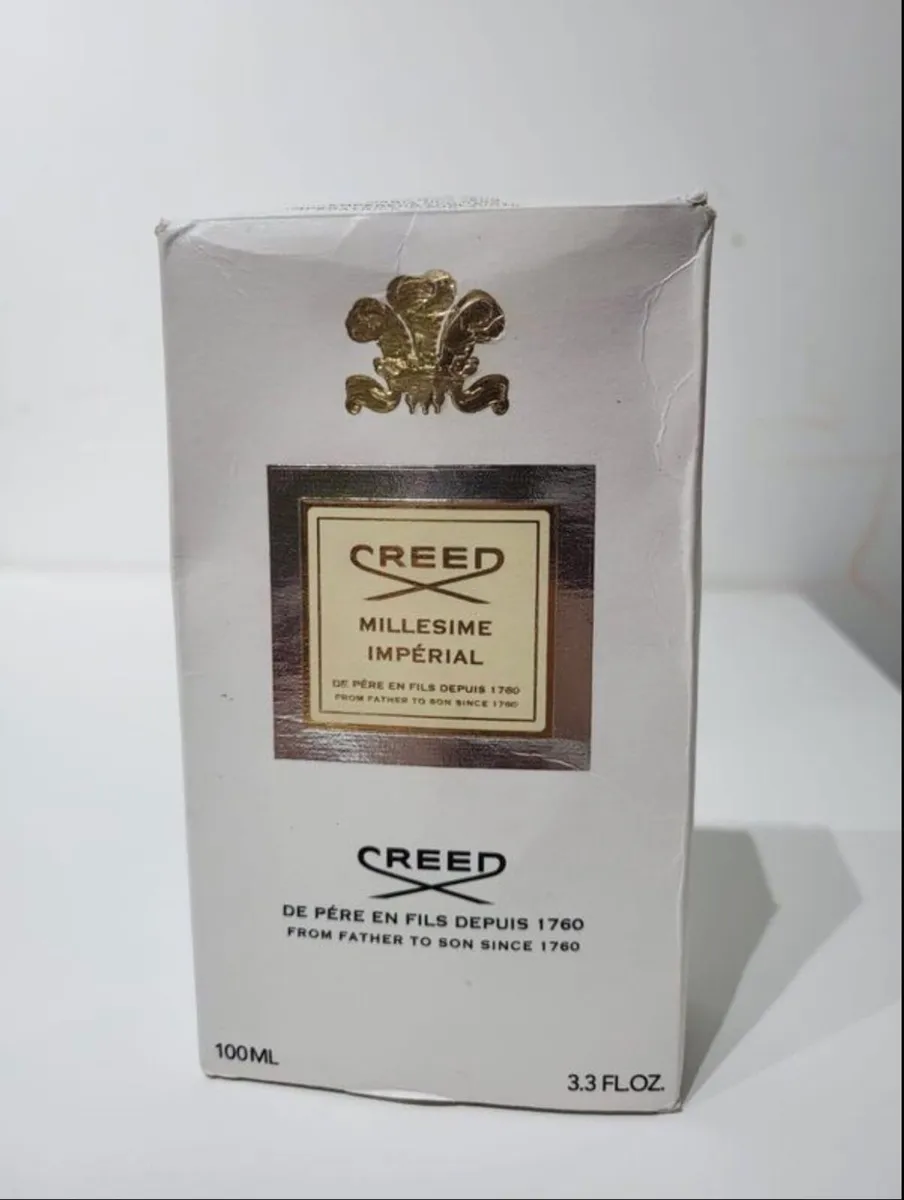 CREED
MILLESIME
IMPÉRIAL
DE PÈRE EN FILS DEPUIS 1760
FROM FATHER TO SON SINCE 1760
CREED
DE PÉRE EN FILS DEPUIS 1760
FROM FATHER TO SON SINCE 1760
100ML
3.3 FL.OZ.